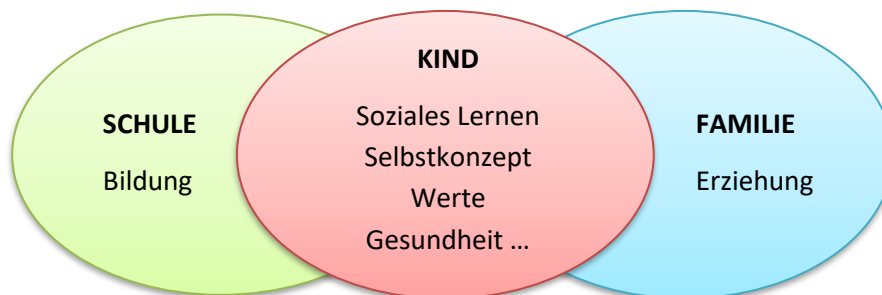 SCHULE
Bildung
KIND
Soziales Lernen
Selbstkonzept
Werte
Gesundheit ...
FAMILIE
Erziehung